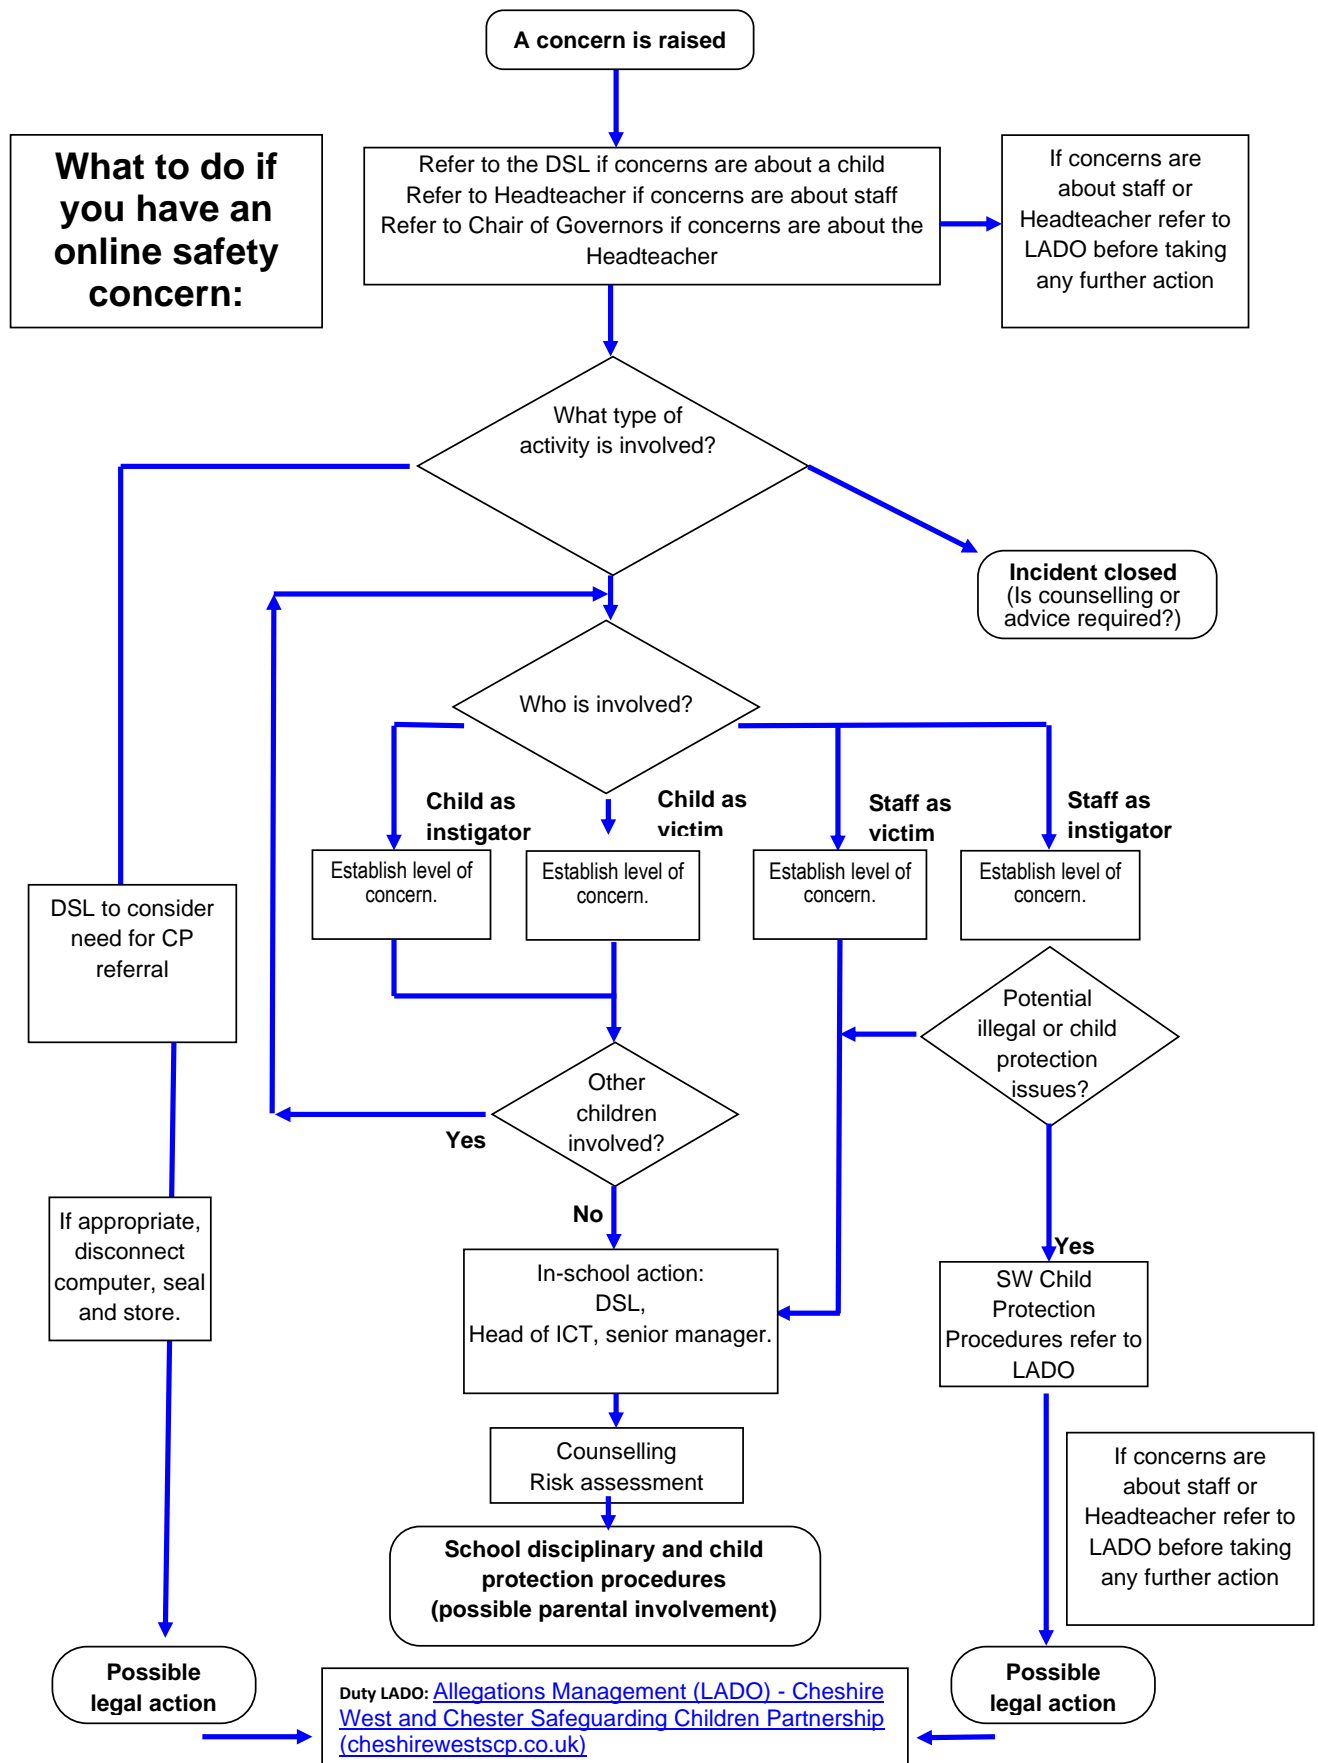 A concern is raised
What to do if
you have an
online safety
concern:
Refer to the DSL if concerns are about a child
Refer to Headteacher if concerns are about staff
Refer to Chair of Governors if concerns are about the
Headteacher
If concerns are
about staff or
Headteacher refer to
LADO before taking
any further action
What type of
activity is involved?
Incident closed
(Is counselling or
advice required?)
Who is involved?
Child as
instigator
Child as
victim
Staff as
victim
Staff as
instigator
Establish level of
concern.
Establish level of
concern.
Establish level of
concern.
Establish level of
concern.
DSL to consider
need for CP
referral
Potential
illegal or child
protection
issues?
Other
children
involved?
Yes
No
If appropriate,
disconnect
computer, seal
and store.
In-school action:
DSL,
Head of ICT, senior manager.
Yes
SW Child
Protection
Procedures refer to
LADO
Counselling
Risk assessment
If concerns are
about staff or
Headteacher refer to
LADO before taking
any further action
School disciplinary and child
protection procedures
(possible parental involvement)
Possible
legal action
Duty LADO: Allegations Management (LADO) - Cheshire
West and Chester Safeguarding Children Partnership
(cheshirewestscp.co.uk)
Possible
legal action